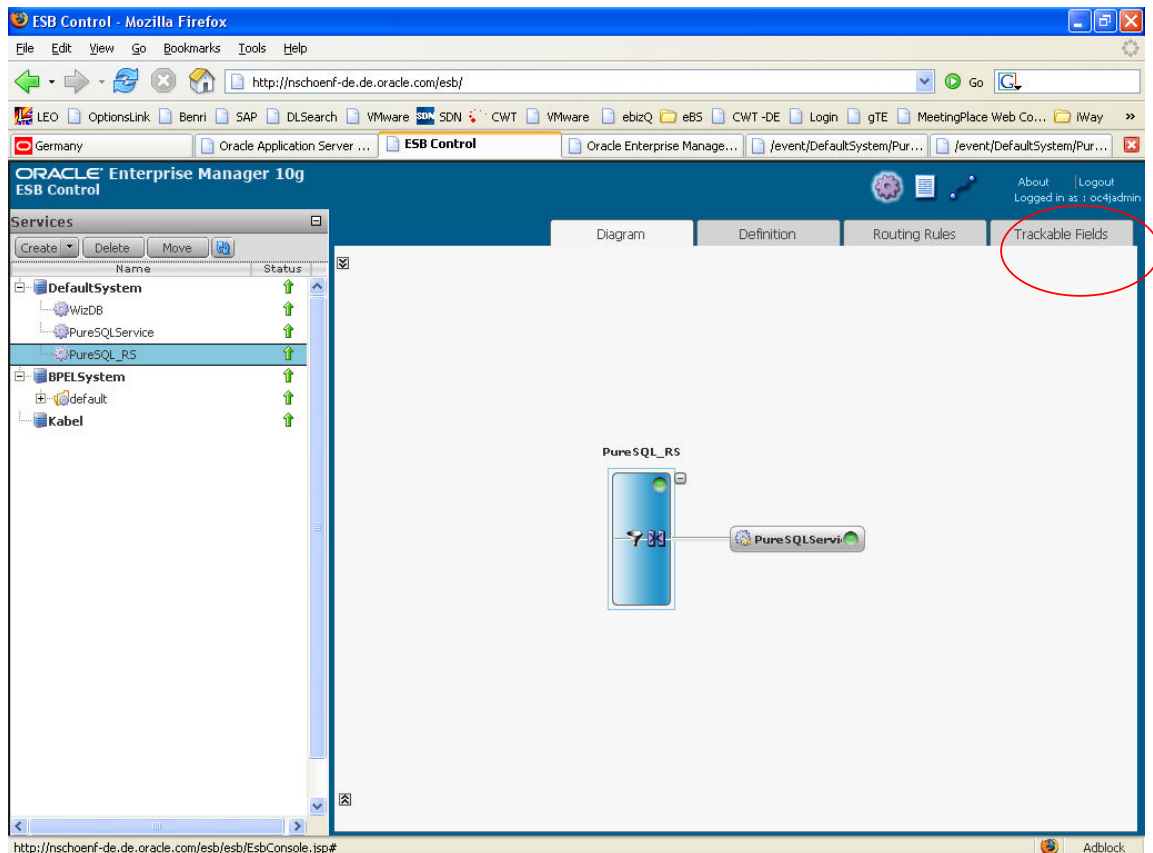 ESB Control - Mozilla Firefox
File Edit View Go Bookmarks Tools Help
http://nschoenf-de.de.oracle.com/esb/ Go G
LEO OptionsLink Benri SAP DLSearch VMware SDN SDN CWT VMware ebizQ eBS CWT -DE Login gTE MeetingPlace Web Co... iWay »
Germany Oracle Application Server ... ESB Control Oracle Enterprise Manage... /event/DefaultSystem/Pur... /event/DefaultSystem/Pur...
ORACLE Enterprise Manager 10g
ESB Control
About | Logout
Logged in as : oc4jadmin
Services
Create Delete Move
Name Status
DefaultSystem
WizDB
PureSQLService
PureSQL_RS
BPELSystem
default
Kabel
Diagram Definition Routing Rules Trackable Fields
PureSQL_RS
PureSQLServi
http://nschoenf-de.de.oracle.com/esb/esb/EsbConsole.jsp# Adblock